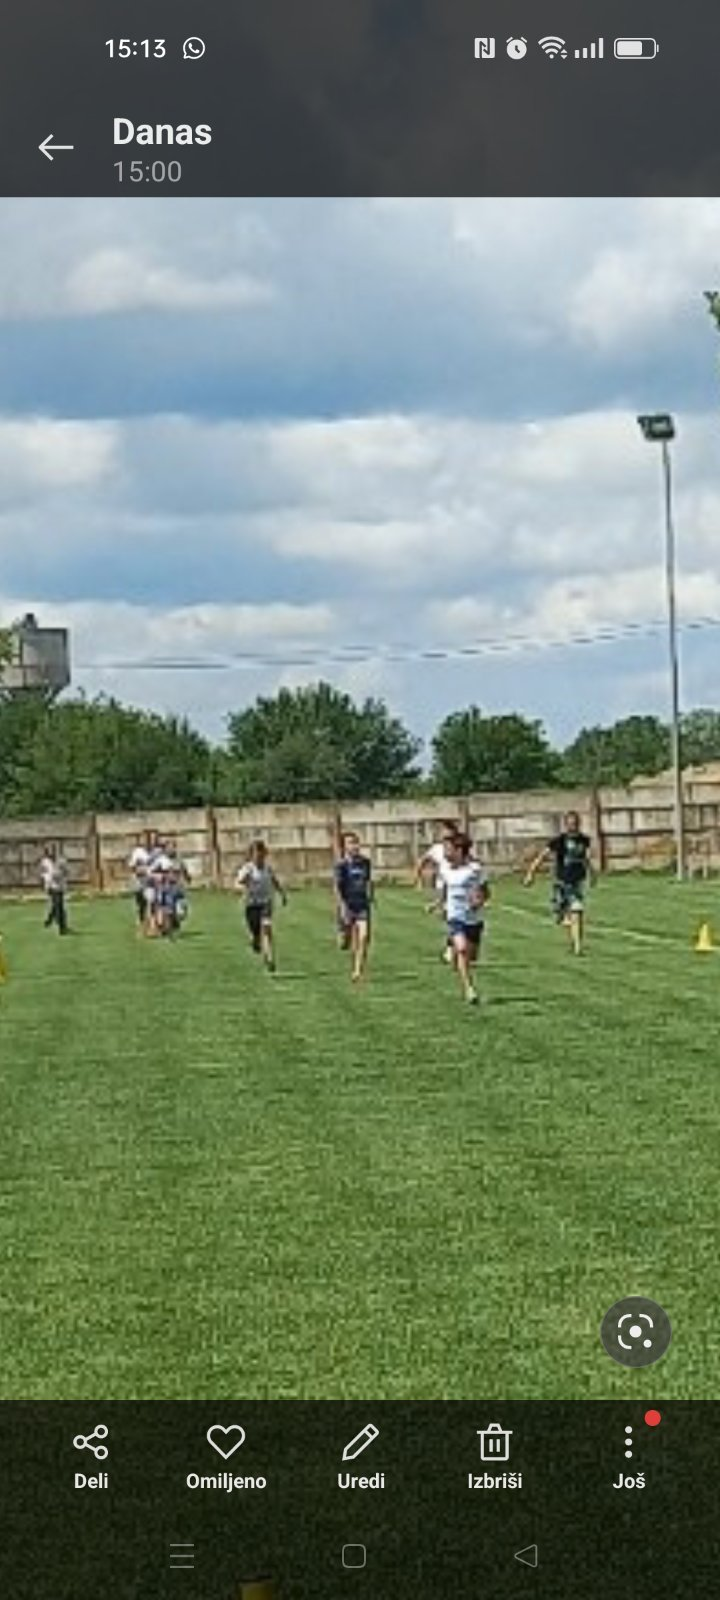 15:13
Danas
15:00
Deli
Omiljeno
Uredi
Izbriši
Još